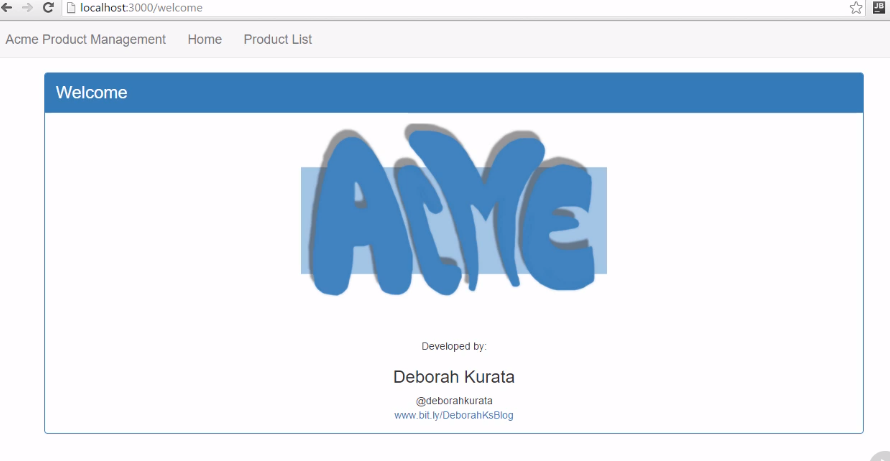 localhost:3000/welcome
JB
Acme Product Management Home Product List
Welcome
ACME
Developed by:
Deborah Kurata
@deborahkurata
www.bit.ly/DeborahKsBlog